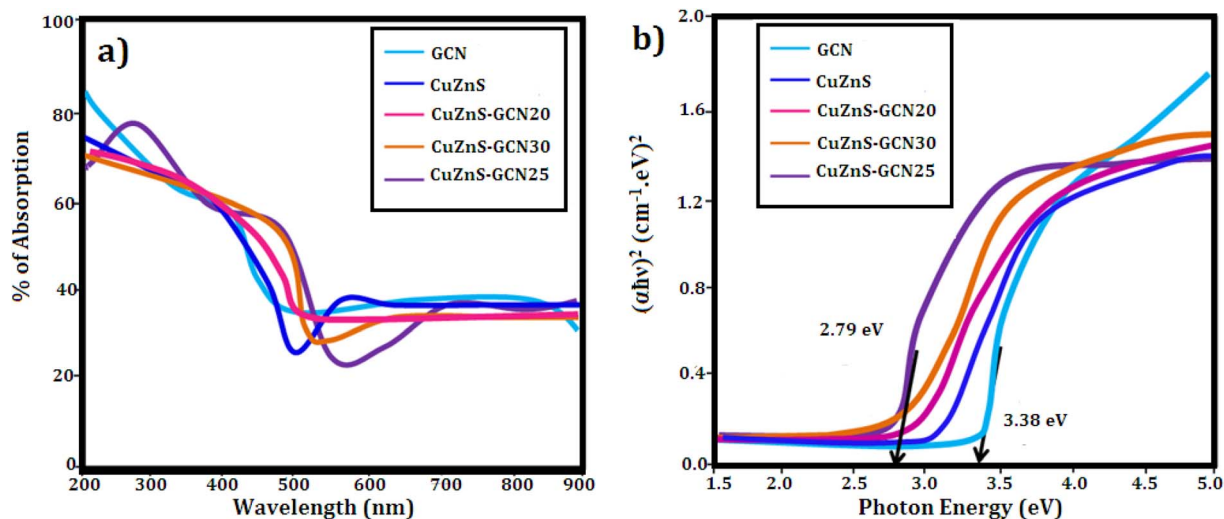 a)
GCN
CuZnS
CuZnS-GCN20
CuZnS-GCN30
CuZnS-GCN25
% of Absorption
100
80
60
40
20
0
200 300 400 500 600 700 800 900
Wavelength (nm)
b)
GCN
CuZnS
CuZnS-GCN20
CuZnS-GCN30
CuZnS-GCN25
(αhν)² (cm⁻¹.eV)²
2.0
1.6
1.2
0.8
0.4
0.0
2.79 eV
3.38 eV
1.5 2.0 2.5 3.0 3.5 4.0 4.5 5.0
Photon Energy (eV)